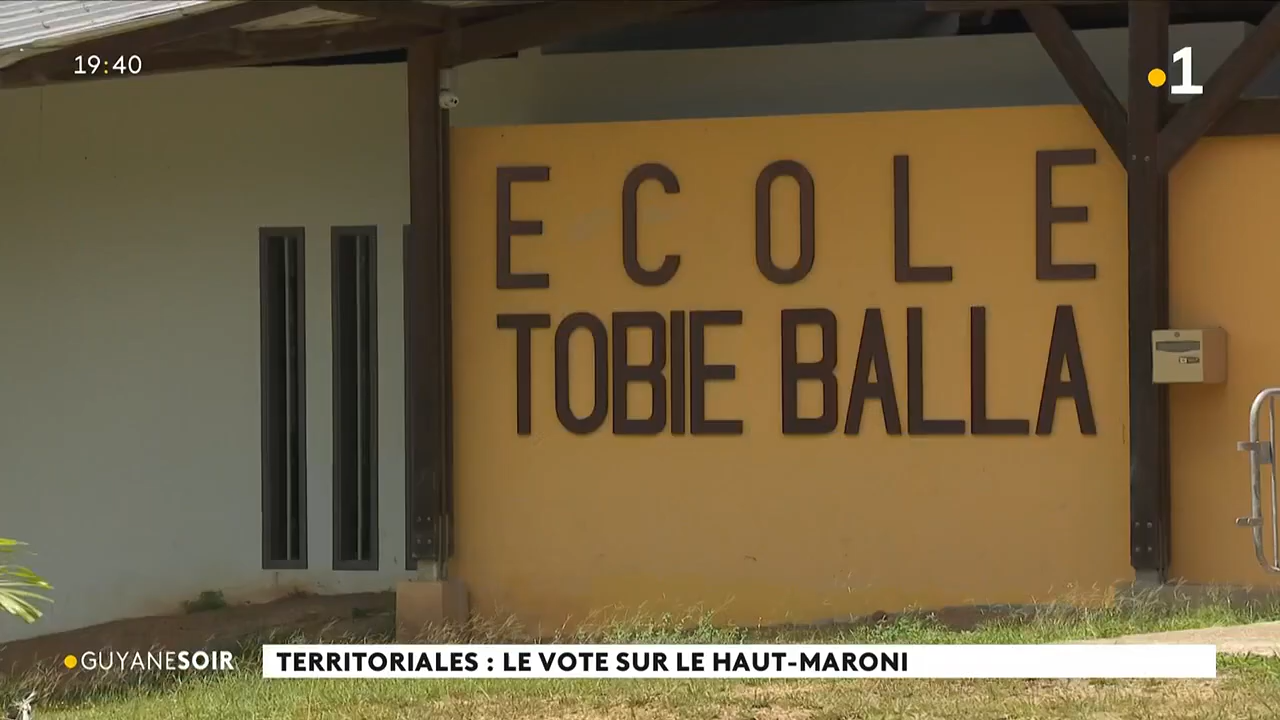 19:40
1
ECOLE
TOBIE BALLA
GUYANESOIR
TERRITORIALES : LE VOTE SUR LE HAUT-MARONI